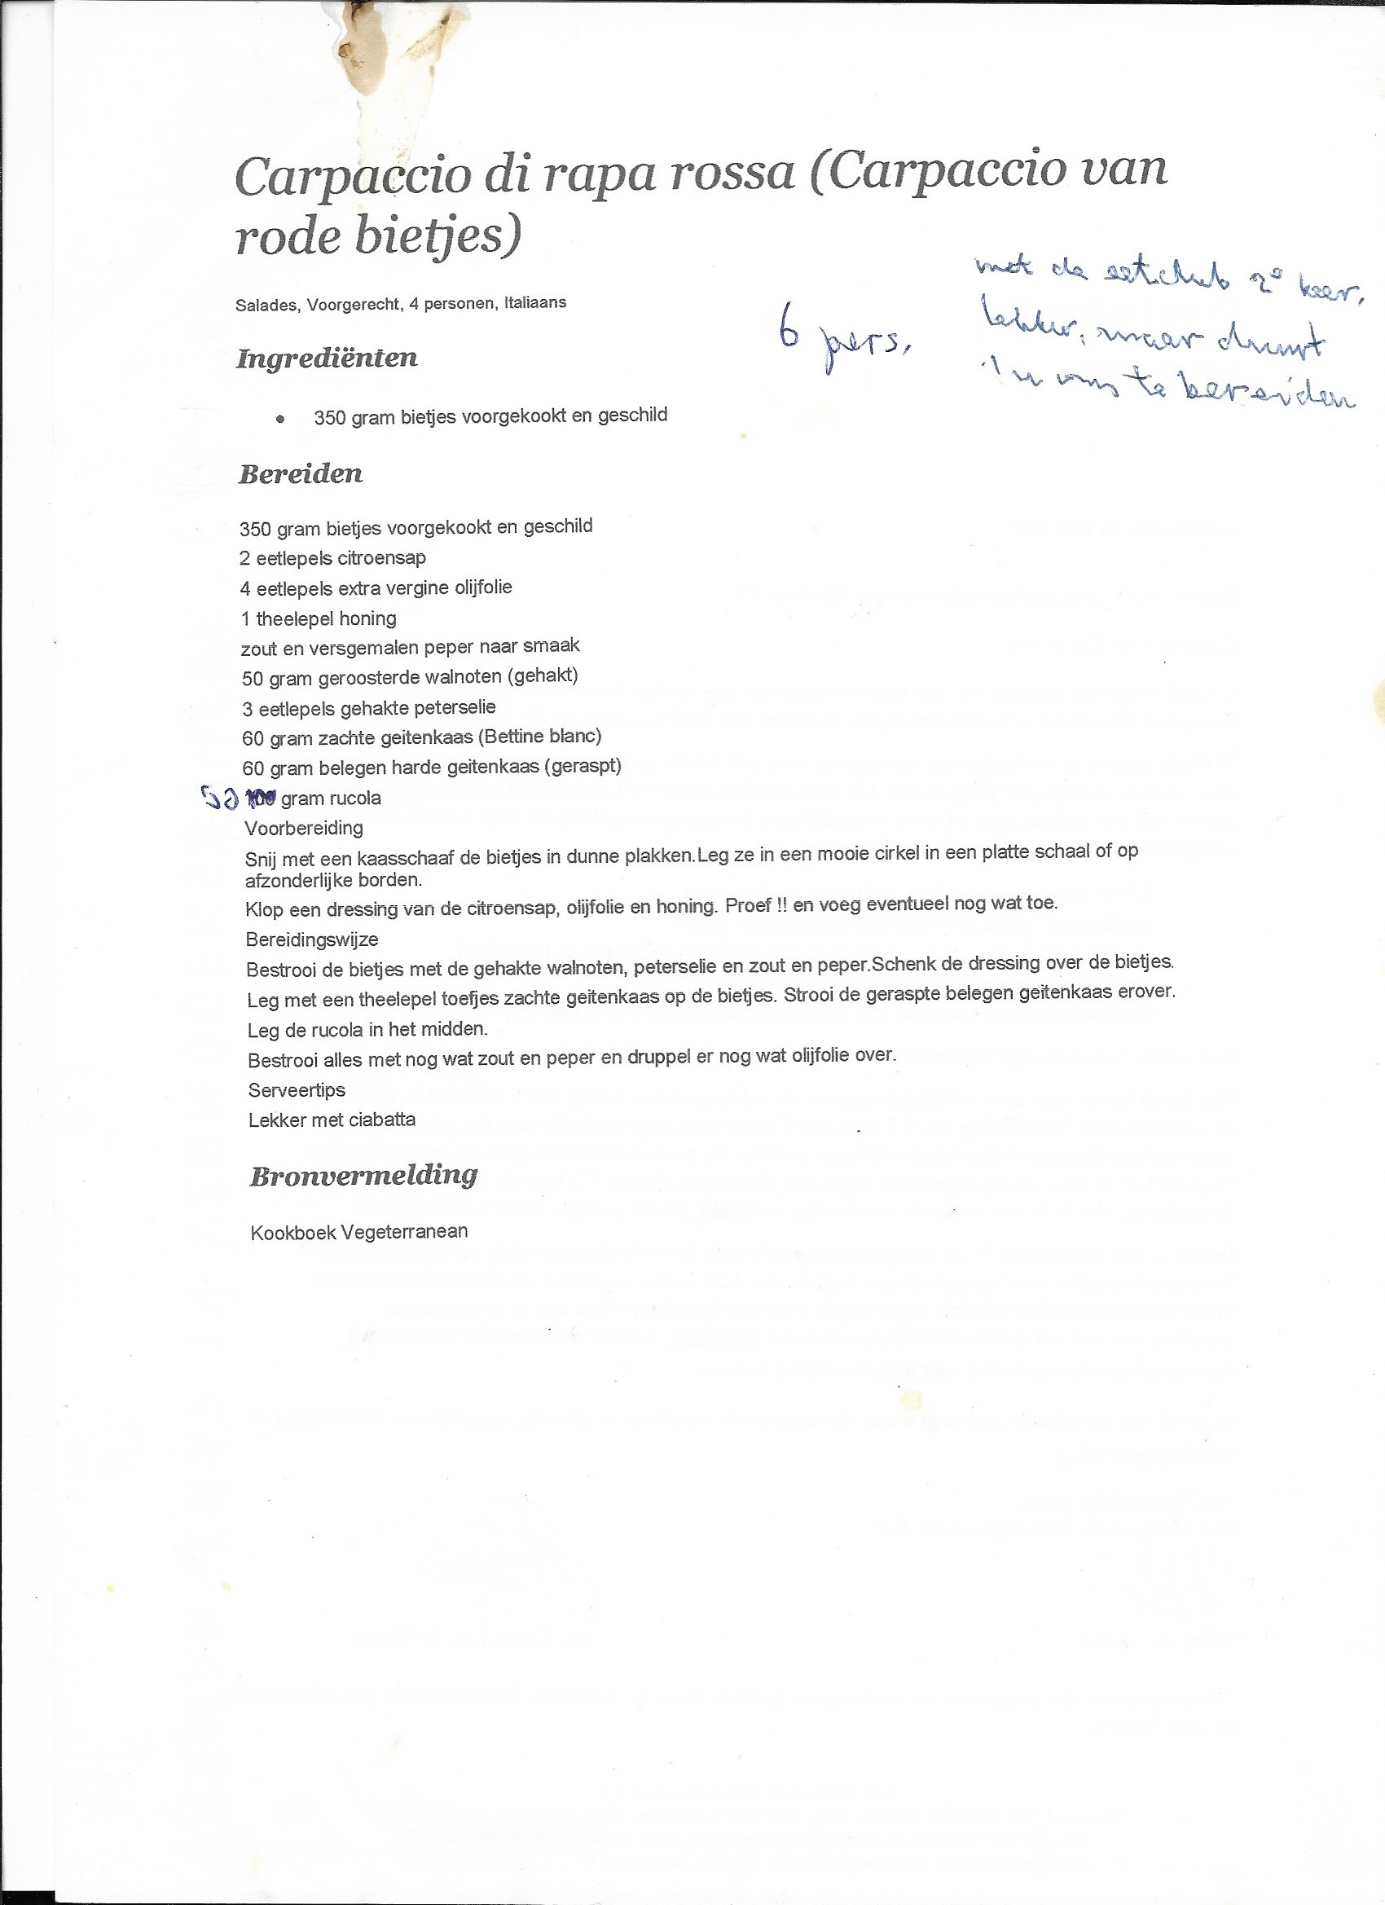 Carpaccio di rapa rossa (Carpaccio van
rode bietjes)
met de eetclub 2e keer,
lekker, maar duurt
1 u om te bereiden
6 pers.
Salades, Voorgerecht, 4 personen, Italiaans
Ingrediënten
• 350 gram bietjes voorgekookt en geschild
Bereiden
350 gram bietjes voorgekookt en geschild
2 eetlepels citroensap
4 eetlepels extra vergine olijfolie
1 theelepel honing
zout en versgemalen peper naar smaak
50 gram geroosterde walnoten (gehakt)
3 eetlepels gehakte peterselie
60 gram zachte geitenkaas (Bettine blanc)
60 gram belegen harde geitenkaas (geraspt)
50 100 gram rucola
Voorbereiding
Snij met een kaasschaaf de bietjes in dunne plakken.Leg ze in een mooie cirkel in een platte schaal of op
afzonderlijke borden.
Klop een dressing van de citroensap, olijfolie en honing. Proef !! en voeg eventueel nog wat toe.
Bereidingswijze
Bestrooi de bietjes met de gehakte walnoten, peterselie en zout en peper.Schenk de dressing over de bietjes.
Leg met een theelepel toefjes zachte geitenkaas op de bietjes. Strooi de geraspte belegen geitenkaas erover.
Leg de rucola in het midden.
Bestrooi alles met nog wat zout en peper en druppel er nog wat olijfolie over.
Serveertips
Lekker met ciabatta
Bronvermelding
Kookboek Vegeterranean